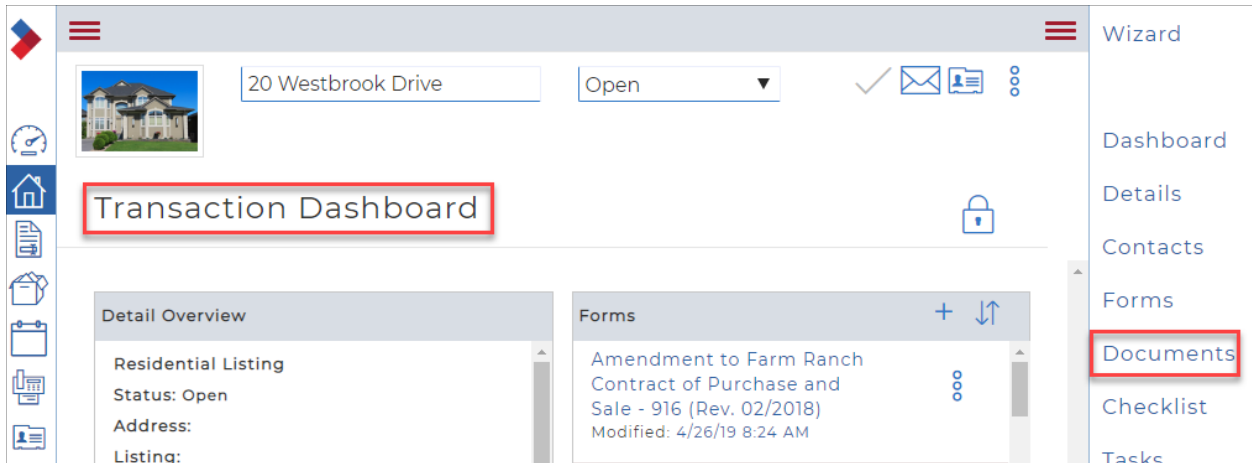 20 Westbrook Drive
Open
Transaction Dashboard
Detail Overview
Residential Listing
Status: Open
Address:
Listing:
Forms
Amendment to Farm Ranch
Contract of Purchase and
Sale - 916 (Rev. 02/2018)
Modified: 4/26/19 8:24 AM
Wizard
Dashboard
Details
Contacts
Forms
Documents
Checklist
Tasks